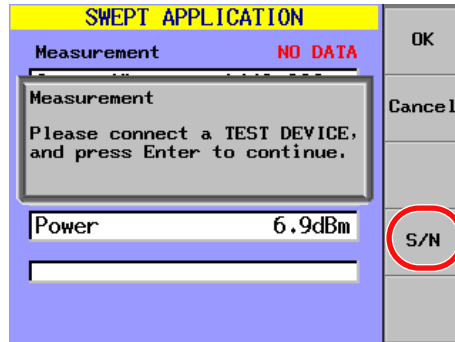 SWEPT APPLICATION
Measurement NO DATA
Measurement
Please connect a TEST DEVICE,
and press Enter to continue.
Power 6.9dBm
OK
Cancel
S/N